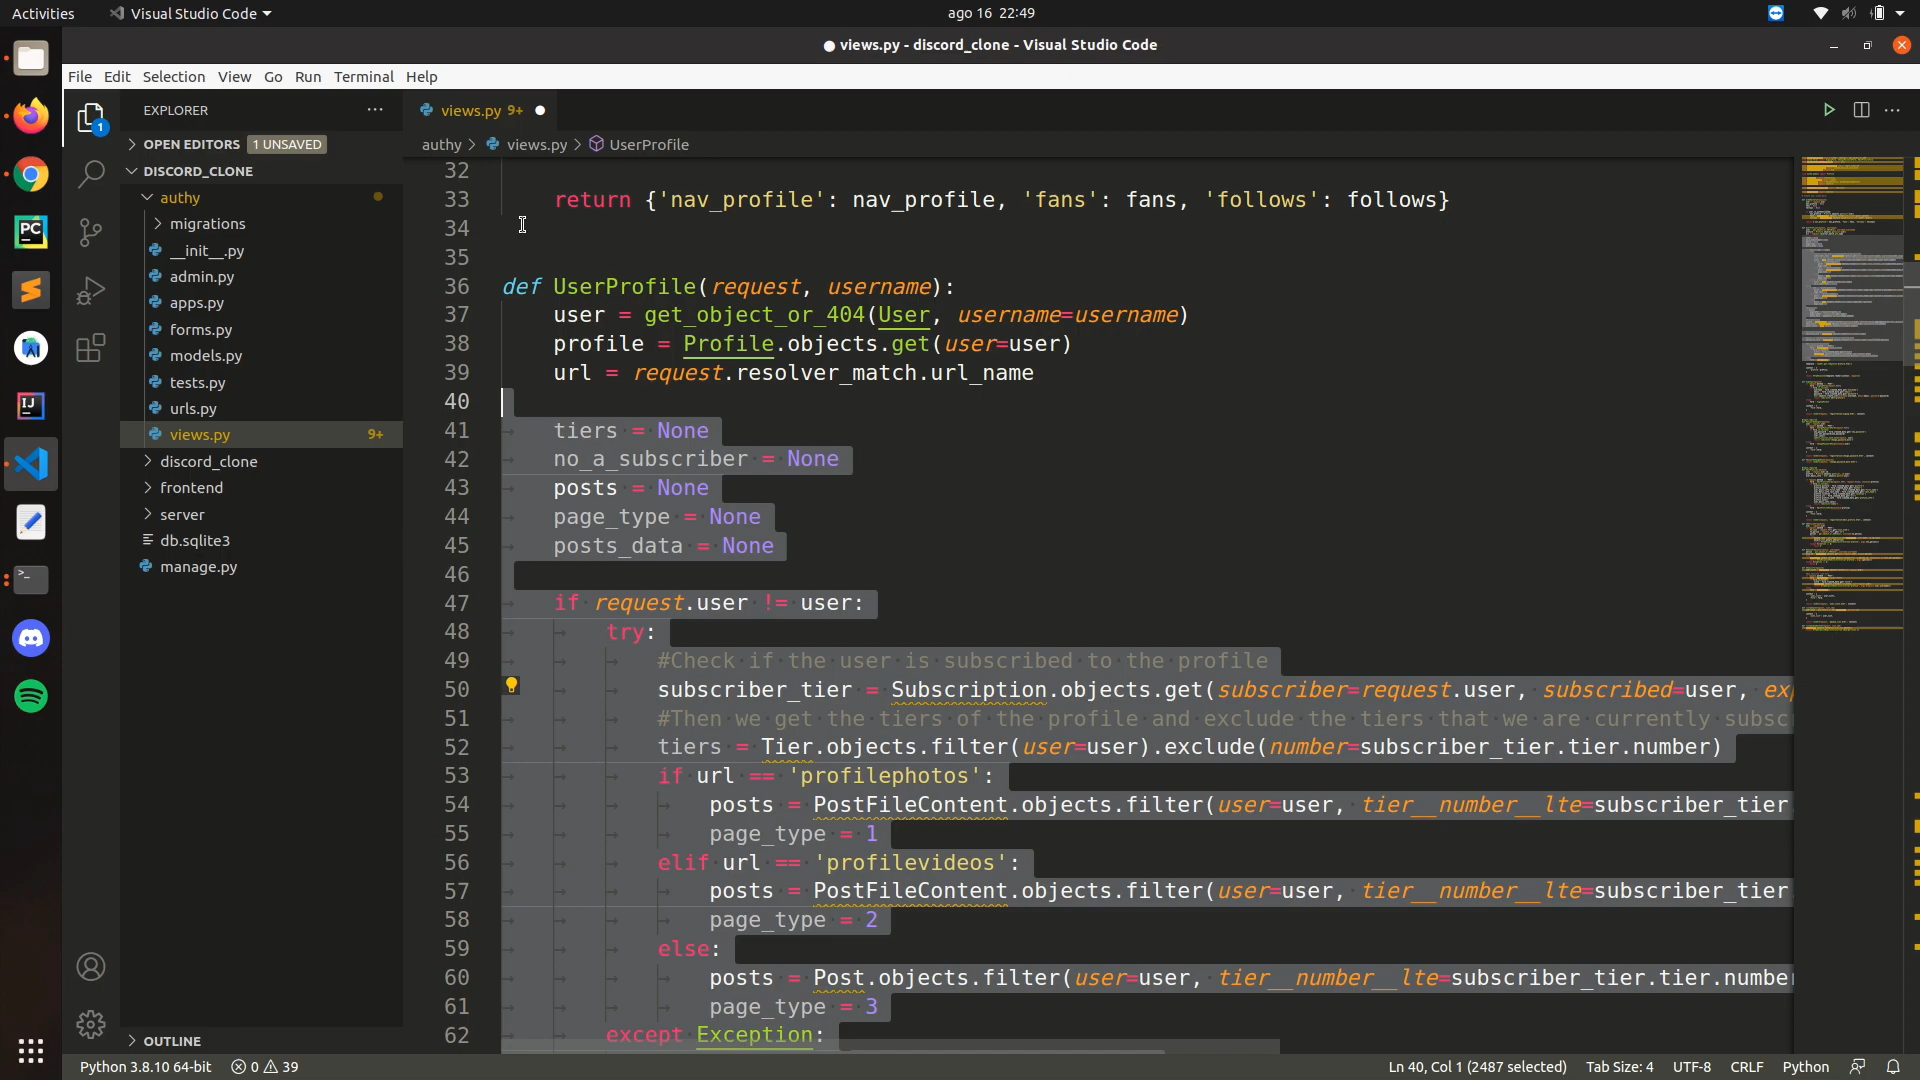 Activities
Visual Studio Code
ago 16 22:49
● views.py - discord_clone - Visual Studio Code
File Edit Selection View Go Run Terminal Help
EXPLORER
OPEN EDITORS 1 UNSAVED
DISCORD_CLONE
authy
migrations
__init__.py
admin.py
apps.py
forms.py
models.py
tests.py
urls.py
views.py 9+
discord_clone
frontend
server
db.sqlite3
manage.py
OUTLINE
views.py 9+
authy > views.py > UserProfile
32
33 return {'nav_profile': nav_profile, 'fans': fans, 'follows': follows}
34
35
36 def UserProfile(request, username):
37 user = get_object_or_404(User, username=username)
38 profile = Profile.objects.get(user=user)
39 url = request.resolver_match.url_name
40
41 tiers = None
42 no_a_subscriber = None
43 posts = None
44 page_type = None
45 posts_data = None
46
47 if request.user != user:
48 try:
49 #Check if the user is subscribed to the profile
50 subscriber_tier = Subscription.objects.get(subscriber=request.user, subscribed=user, ex
51 #Then we get the tiers of the profile and exclude the tiers that we are currently subsc
52 tiers = Tier.objects.filter(user=user).exclude(number=subscriber_tier.tier.number)
53 if url == 'profilephotos':
54 posts = PostFileContent.objects.filter(user=user, tier__number__lte=subscriber_tier.
55 page_type = 1
56 elif url == 'profilevideos':
57 posts = PostFileContent.objects.filter(user=user, tier__number__lte=subscriber_tier
58 page_type = 2
59 else:
60 posts = Post.objects.filter(user=user, tier__number__lte=subscriber_tier.tier.number
61 page_type = 3
62 except Exception:
Python 3.8.10 64-bit 0 39
Ln 40, Col 1 (2487 selected) Tab Size: 4 UTF-8 CRLF Python